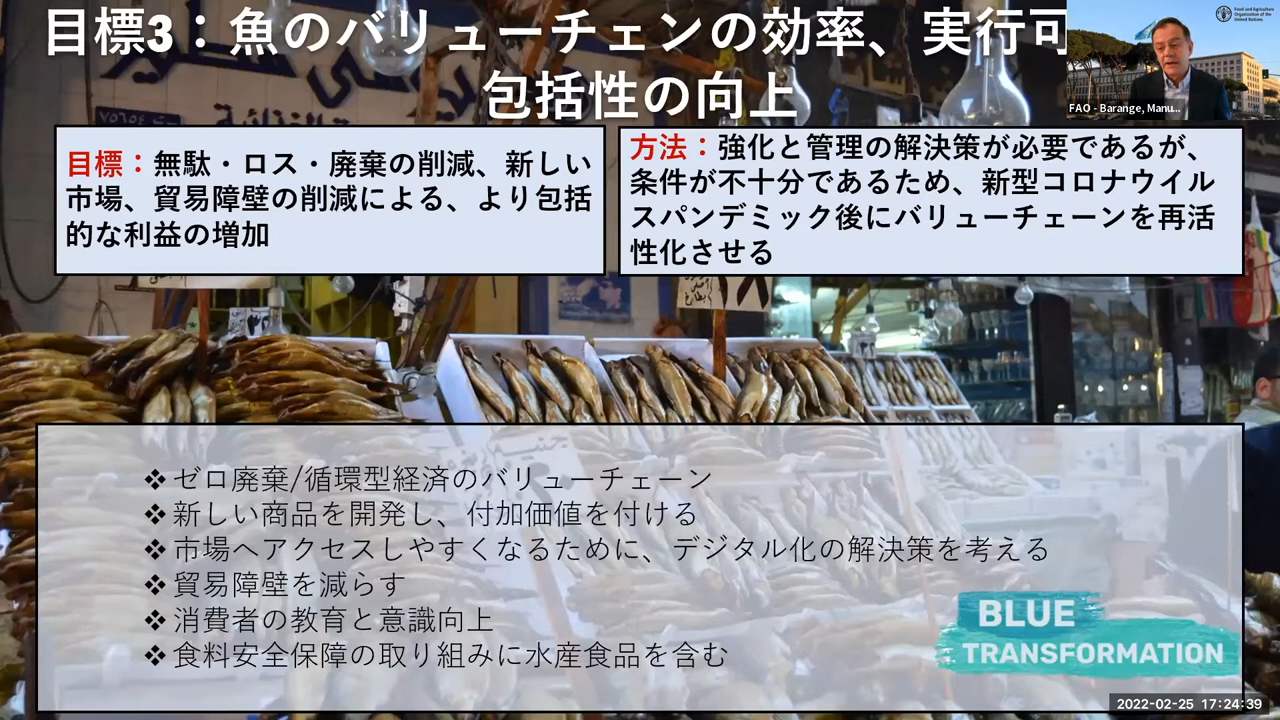 目標3：魚のバリューチェンの効率、実行可
包括性の向上
Food and Agriculture
Organization of the
United Nations
FAO - Barange, Manu...
目標：無駄・ロス・廃棄の削減、新しい
市場、貿易障壁の削減による、より包括
的な利益の増加
方法：強化と管理の解決策が必要であるが、
条件が不十分であるため、新型コロナウイル
スパンデミック後にバリューチェーンを再活
性化させる
❖ ゼロ廃棄/循環型経済のバリューチェーン
❖ 新しい商品を開発し、付加価値を付ける
❖ 市場へアクセスしやすくなるために、デジタル化の解決策を考える
❖ 貿易障壁を減らす
❖ 消費者の教育と意識向上
❖ 食料安全保障の取り組みに水産食品を含む
BLUE
TRANSFORMATION
2022-02-25 17:24:39